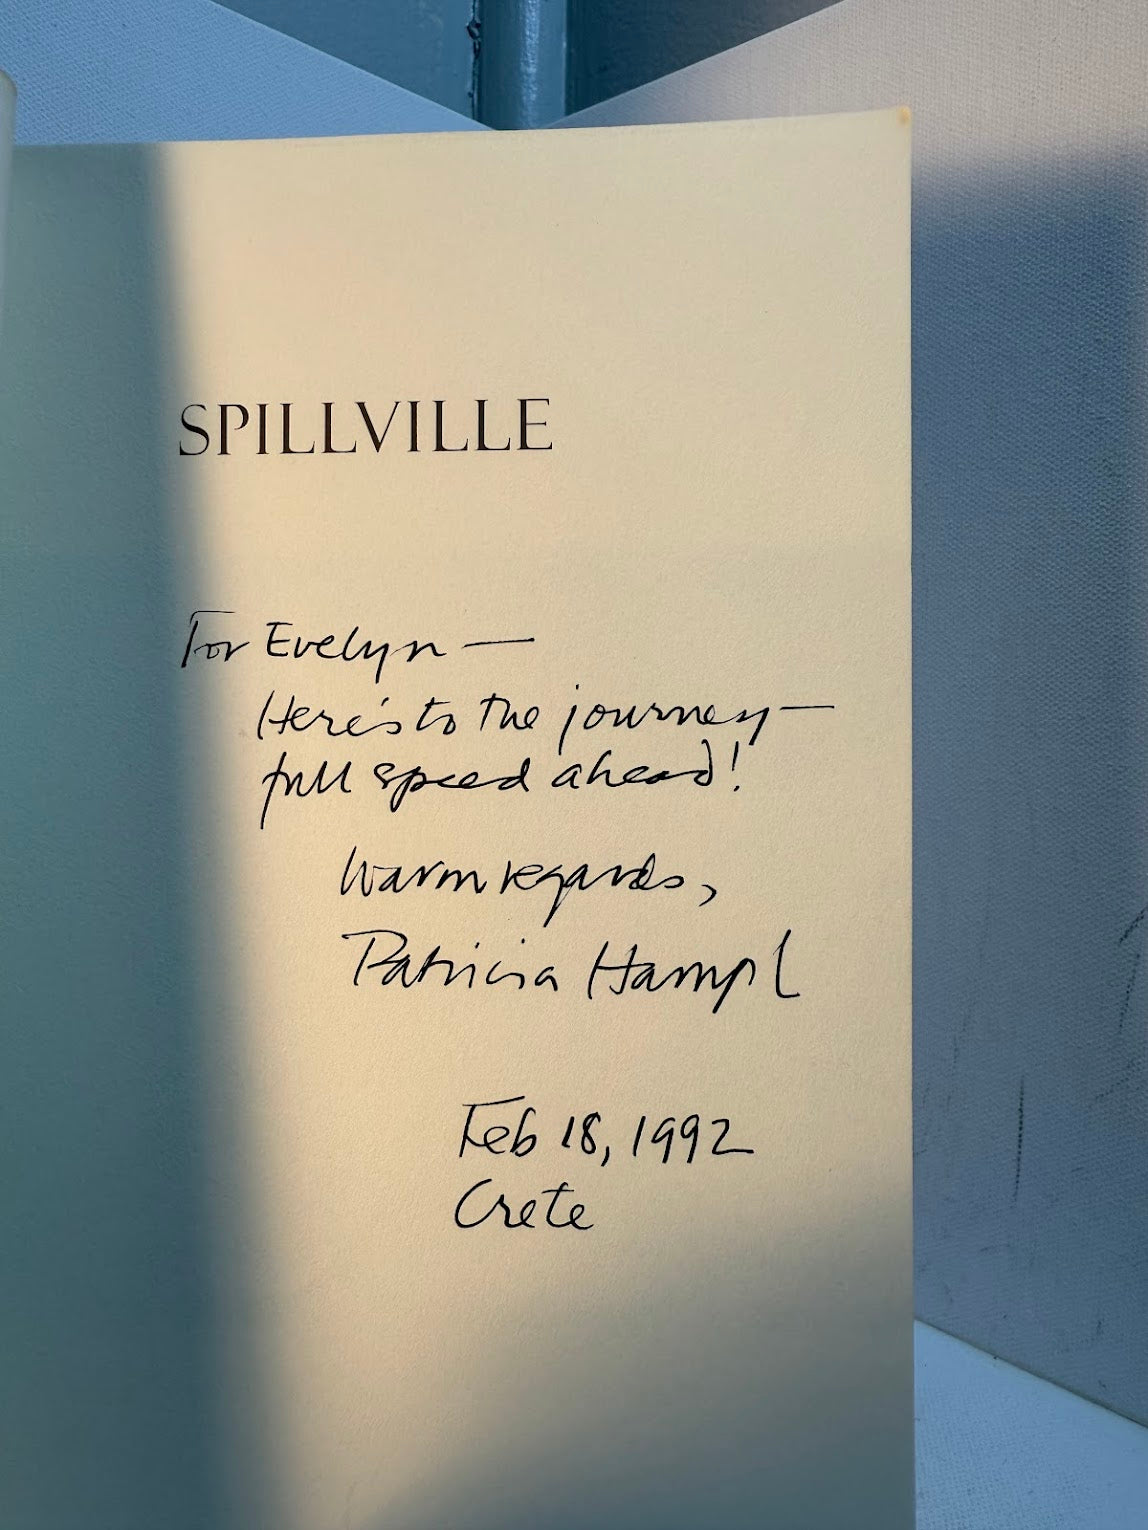 SPILLVILLE
For Evelyn —
Here's to the journey —
full speed ahead!
Warm regards,
Patricia Hampl
Feb 18, 1992
Crete